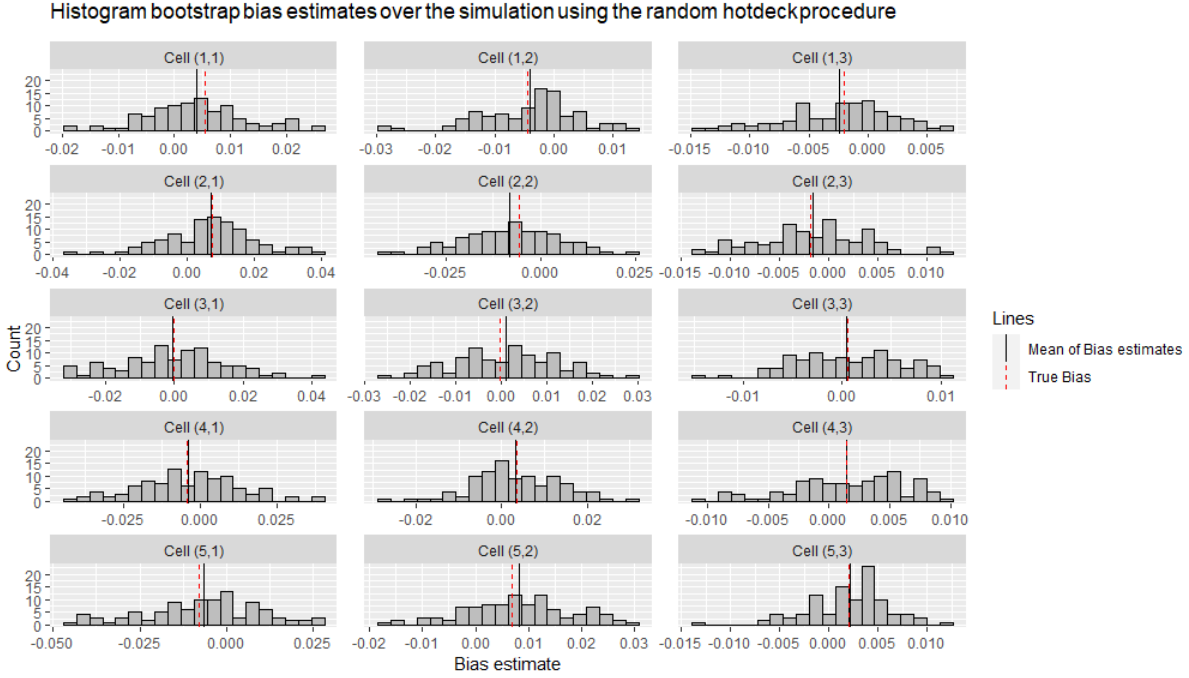 Histogram bootstrap bias estimates over the simulation using the random hotdeck procedure
Cell (1,1) Cell (1,2) Cell (1,3)
20
15
10
5
0
-0.02 -0.01 0.00 0.01 0.02 -0.03 -0.02 -0.01 0.00 0.01 -0.015 -0.010 -0.005 0.000 0.005
Cell (2,1) Cell (2,2) Cell (2,3)
20
15
10
5
0
-0.04 -0.02 0.00 0.02 0.04 -0.025 0.000 0.025 -0.015 -0.010 -0.005 0.000 0.005 0.010
Cell (3,1) Cell (3,2) Cell (3,3)
20
15
10
5
0
-0.02 0.00 0.02 0.04 -0.03 -0.02 -0.01 0.00 0.01 0.02 0.03 -0.01 0.00 0.01
Cell (4,1) Cell (4,2) Cell (4,3)
20
15
10
5
0
-0.025 0.000 0.025 -0.02 0.00 0.02 -0.010 -0.005 0.000 0.005 0.010
Cell (5,1) Cell (5,2) Cell (5,3)
20
15
10
5
0
-0.050 -0.025 0.000 0.025 -0.02 -0.01 0.00 0.01 0.02 0.03 -0.015 -0.010 -0.005 0.000 0.005 0.010
Count
Bias estimate
Lines
Mean of Bias estimates
True Bias